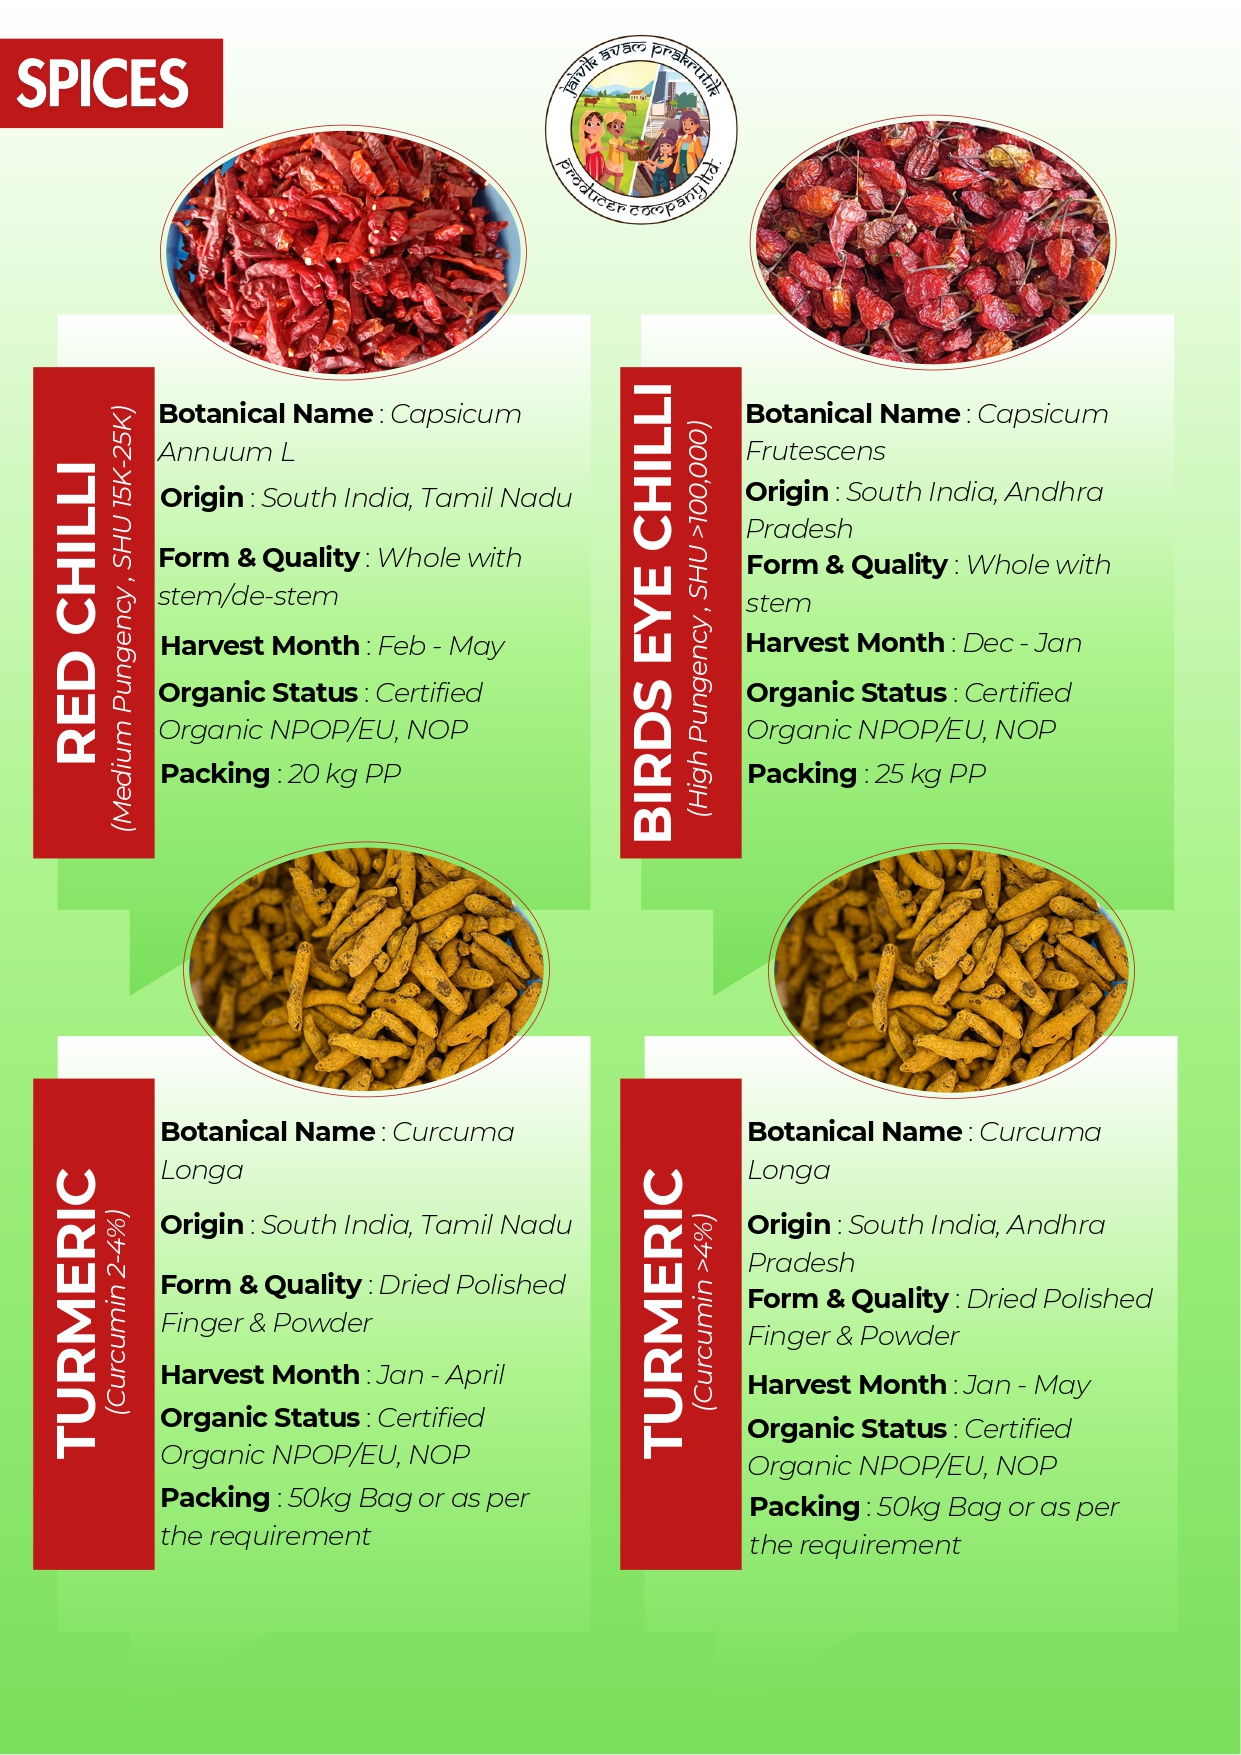 SPICES
jaivik avam prakrutik
producer company ltd.
RED CHILLI
(Medium Pungency , SHU 15K-25K)
Botanical Name : Capsicum
Annuum L
Origin : South India, Tamil Nadu
Form & Quality : Whole with
stem/de-stem
Harvest Month : Feb - May
Organic Status : Certified
Organic NPOP/EU, NOP
Packing : 20 kg PP
BIRDS EYE CHILLI
(High Pungency , SHU >100,000)
Botanical Name : Capsicum
Frutescens
Origin : South India, Andhra
Pradesh
Form & Quality : Whole with
stem
Harvest Month : Dec - Jan
Organic Status : Certified
Organic NPOP/EU, NOP
Packing : 25 kg PP
TURMERIC
(Curcumin 2-4%)
Botanical Name : Curcuma
Longa
Origin : South India, Tamil Nadu
Form & Quality : Dried Polished
Finger & Powder
Harvest Month : Jan - April
Organic Status : Certified
Organic NPOP/EU, NOP
Packing : 50kg Bag or as per
the requirement
TURMERIC
(Curcumin >4%)
Botanical Name : Curcuma
Longa
Origin : South India, Andhra
Pradesh
Form & Quality : Dried Polished
Finger & Powder
Harvest Month : Jan - May
Organic Status : Certified
Organic NPOP/EU, NOP
Packing : 50kg Bag or as per
the requirement